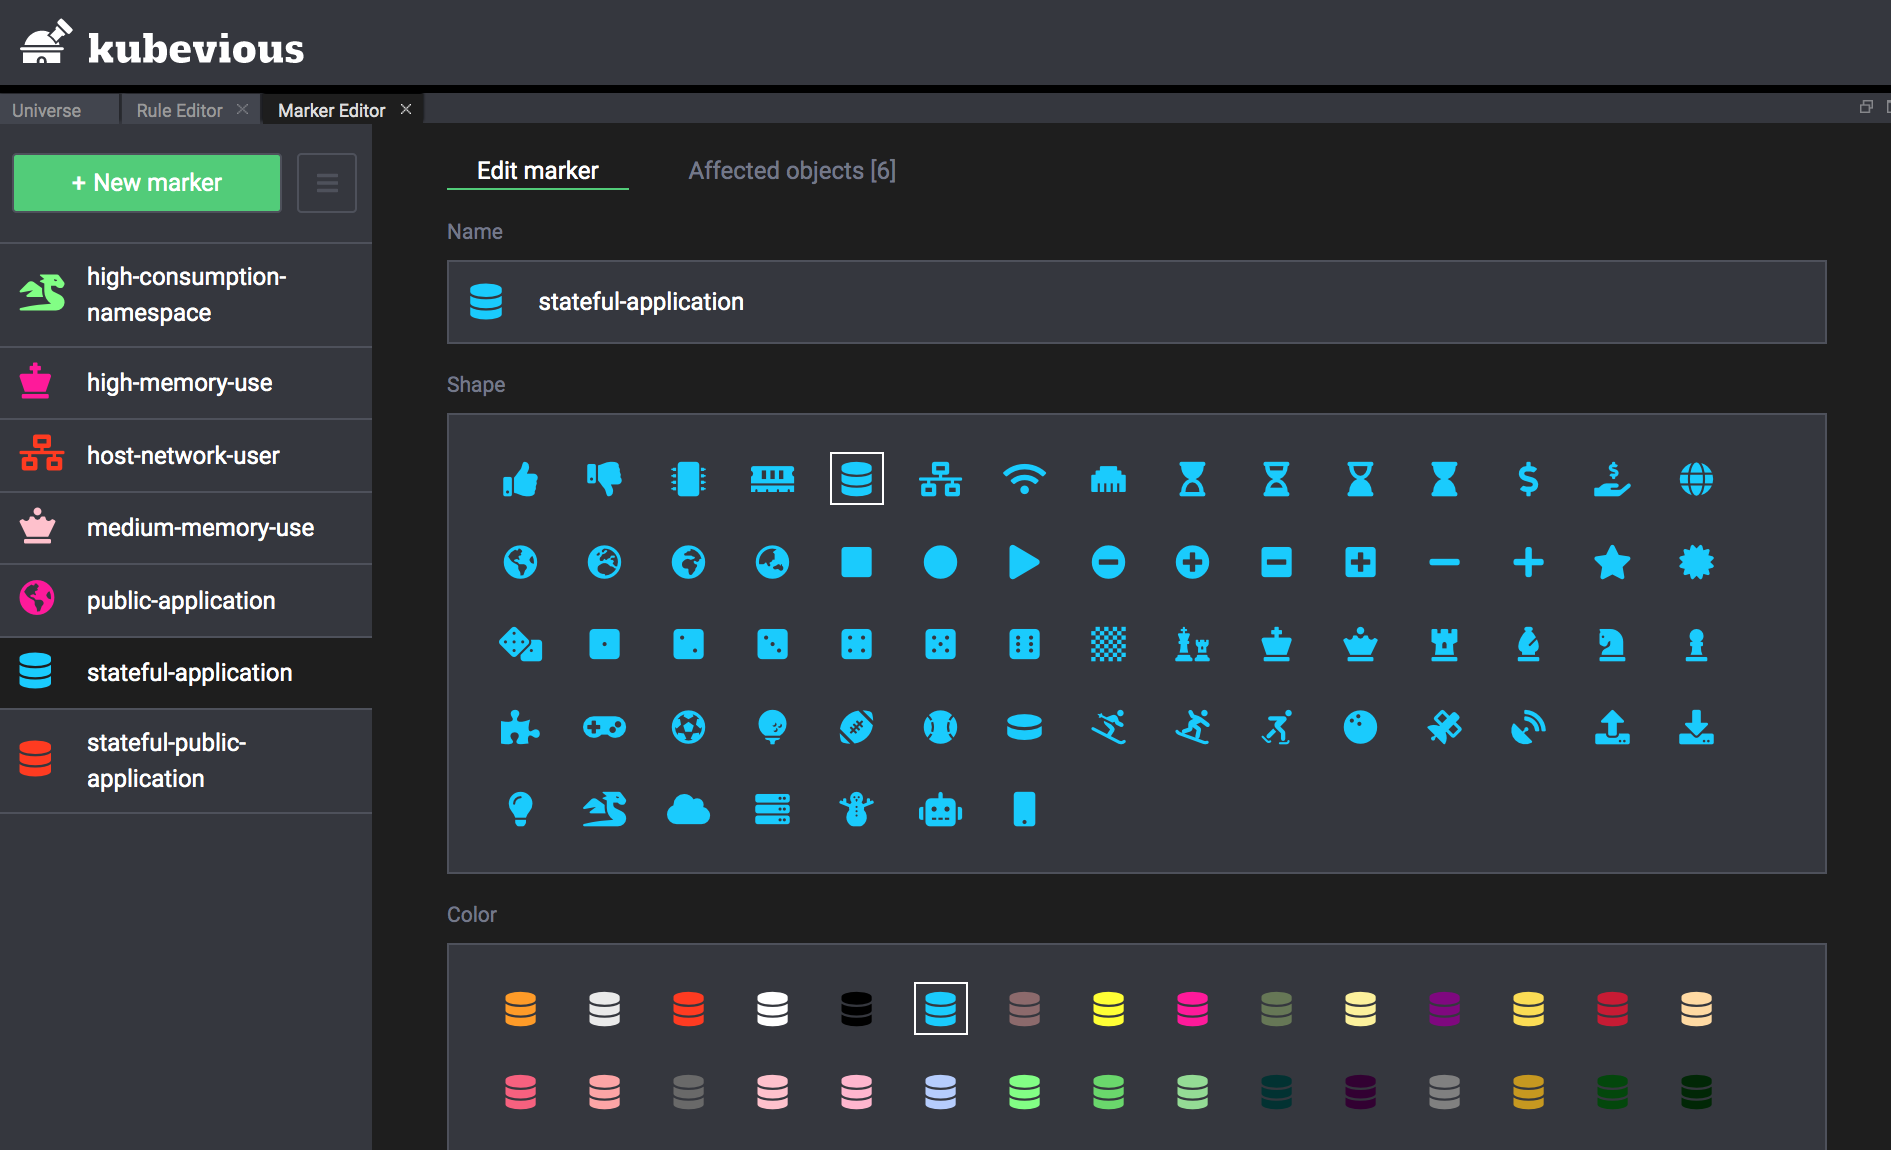 kubevious
Universe
Rule Editor
Marker Editor
+ New marker
high-consumption-
namespace
high-memory-use
host-network-user
medium-memory-use
public-application
stateful-application
stateful-public-
application
Edit marker
Affected objects [6]
Name
stateful-application
Shape
Color